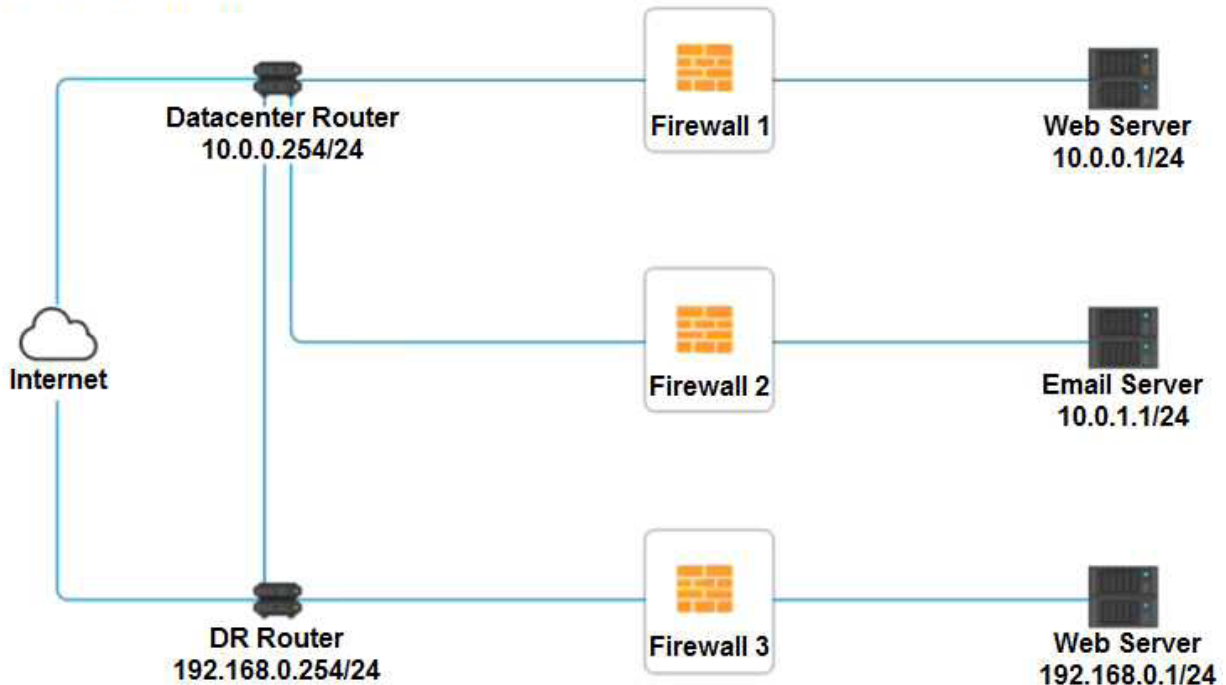 Datacenter Router
10.0.0.254/24
Firewall 1
Web Server
10.0.0.1/24
Internet
Firewall 2
Email Server
10.0.1.1/24
DR Router
192.168.0.254/24
Firewall 3
Web Server
192.168.0.1/24